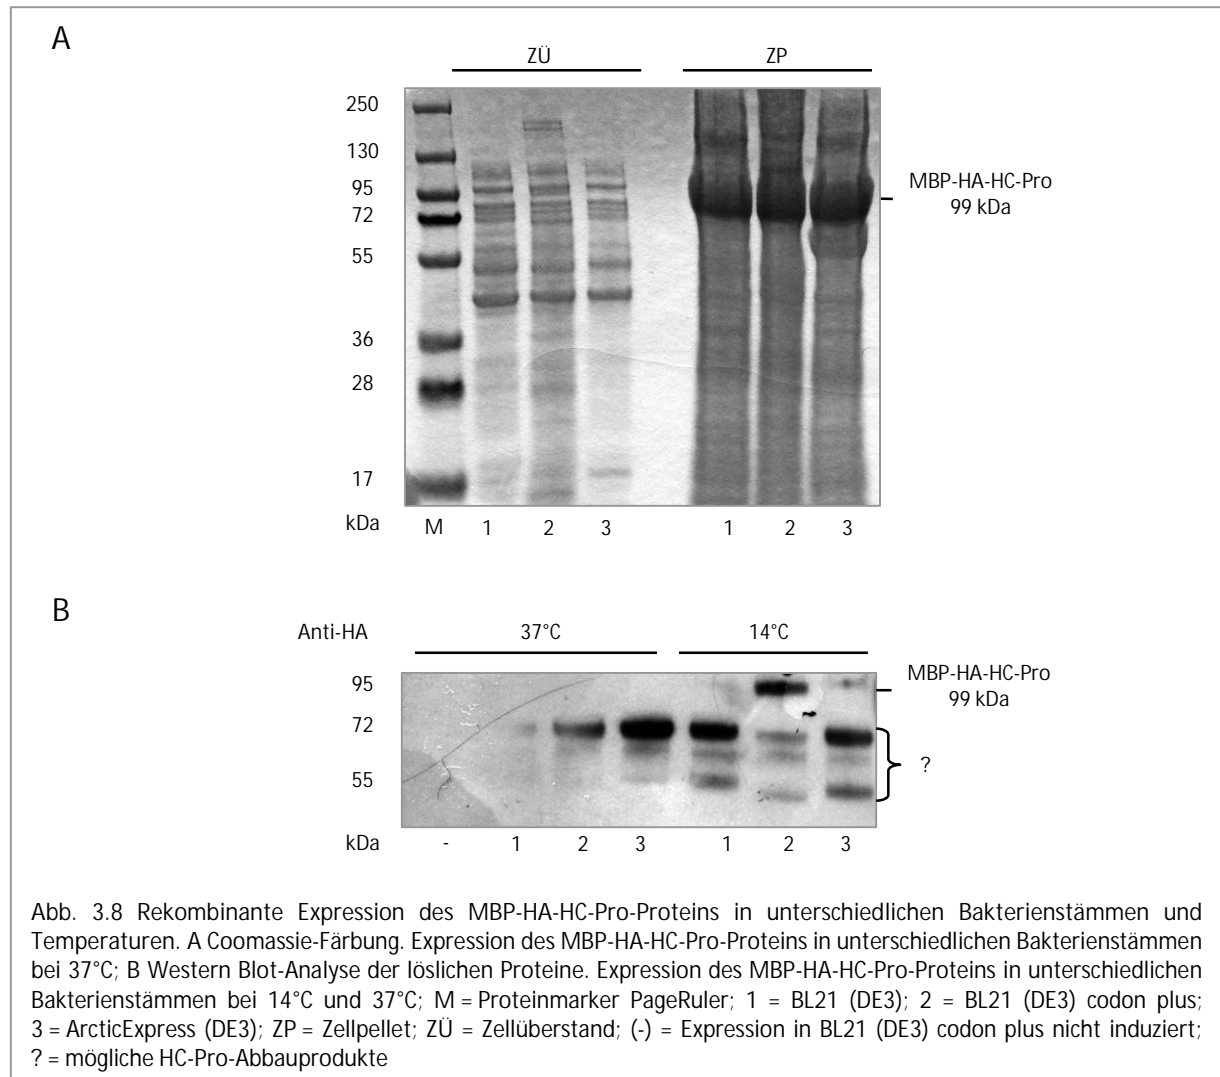 A
ZÜ ZP
250
130
95
72
55
36
28
17
MBP-HA-HC-Pro
99 kDa
kDa M 1 2 3 1 2 3
B
Anti-HA 37°C 14°C
95
72
55
MBP-HA-HC-Pro
99 kDa
?
kDa - 1 2 3 1 2 3
Abb. 3.8 Rekombinante Expression des MBP-HA-HC-Pro-Proteins in unterschiedlichen Bakterienstämmen und
Temperaturen. A Coomassie-Färbung. Expression des MBP-HA-HC-Pro-Proteins in unterschiedlichen Bakterienstämmen
bei 37°C; B Western Blot-Analyse der löslichen Proteine. Expression des MBP-HA-HC-Pro-Proteins in unterschiedlichen
Bakterienstämmen bei 14°C und 37°C; M = Proteinmarker PageRuler; 1 = BL21 (DE3); 2 = BL21 (DE3) codon plus;
3 = ArcticExpress (DE3); ZP = Zellpellet; ZÜ = Zellüberstand; (-) = Expression in BL21 (DE3) codon plus nicht induziert;
? = mögliche HC-Pro-Abbauprodukte